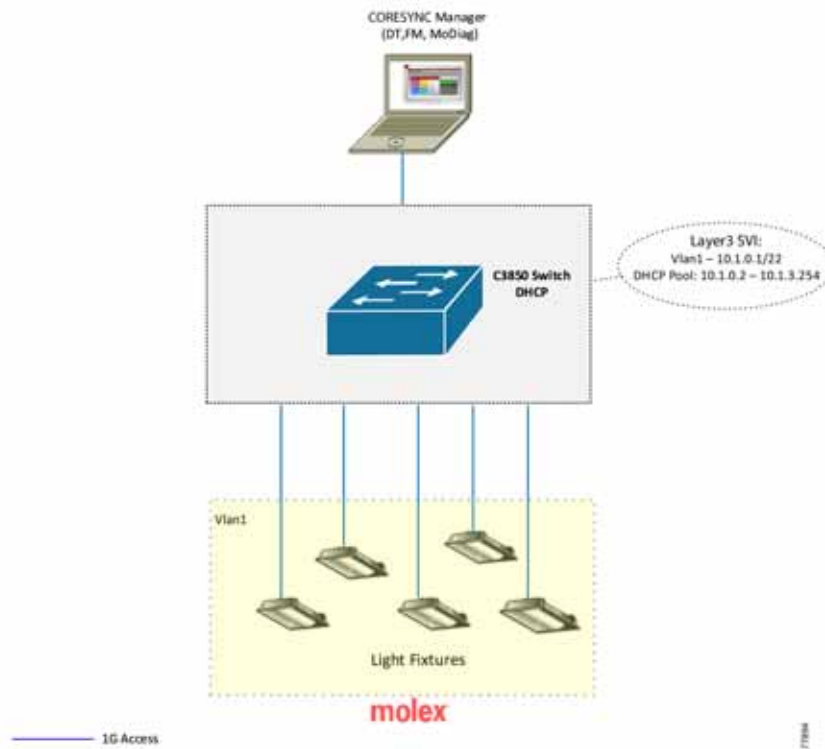 CORESYNC Manager
(DT,FM, MoDiag)
C3850 Switch
DHCP
Layer3 SVI:
Vlan1 – 10.1.0.1/22
DHCP Pool: 10.1.0.2 – 10.1.3.254
Vlan1
Light Fixtures
molex
1G Access